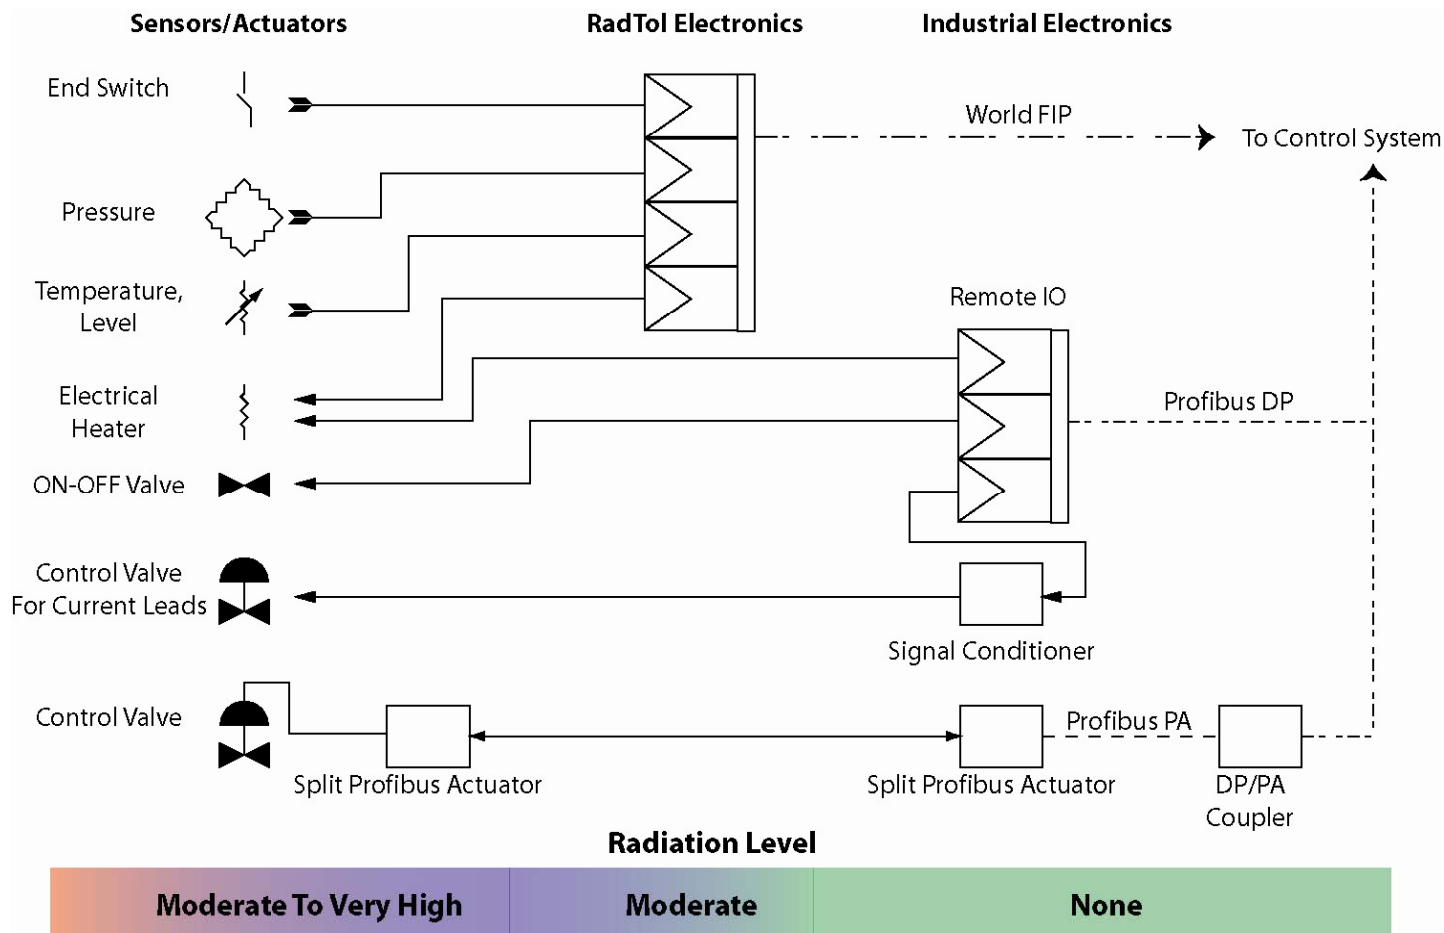 Sensors/Actuators
RadTol Electronics
Industrial Electronics
End Switch
World FIP
To Control System
Pressure
Temperature,
Level
Remote IO
Electrical
Heater
Profibus DP
ON-OFF Valve
Control Valve
For Current Leads
Signal Conditioner
Control Valve
Profibus PA
Split Profibus Actuator
Split Profibus Actuator
DP/PA
Coupler
Radiation Level
Moderate To Very High
Moderate
None